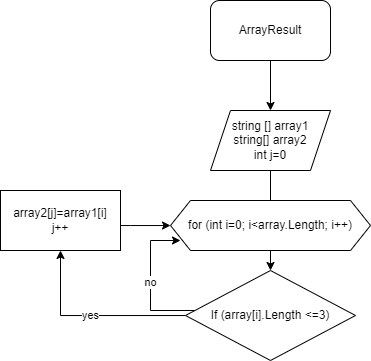 ArrayResult
string [] array1
string[] array2
int j=0
for (int i=0; i<array.Length; i++)
array2[j]=array1[i]
j++
no
yes
If (array[i].Length <=3)